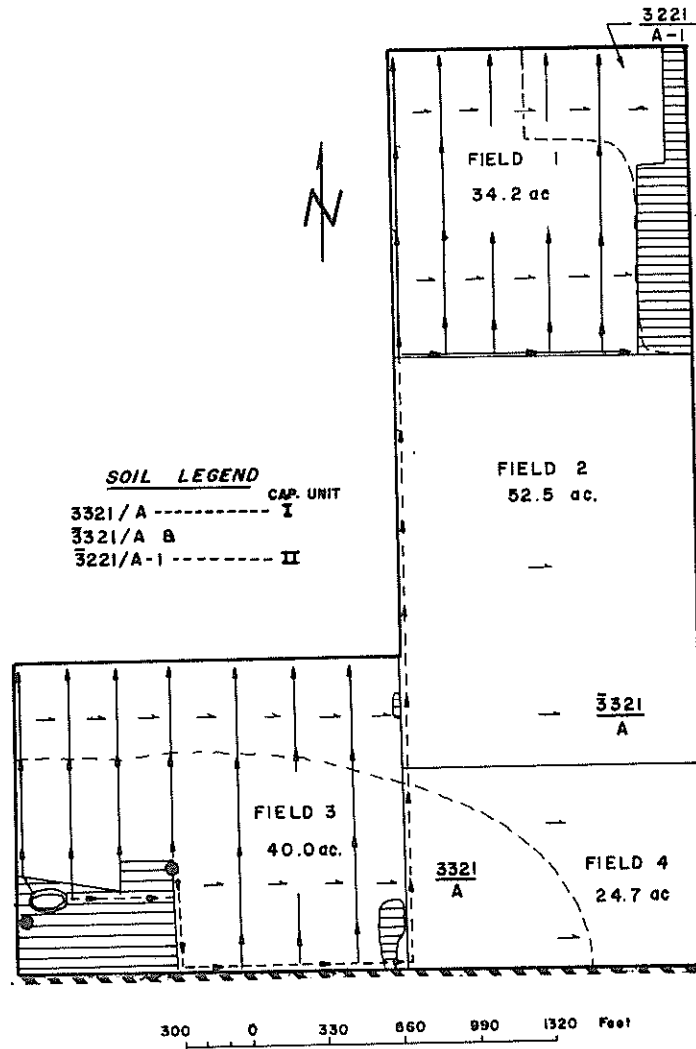 3221
A-1
N
FIELD 1
34.2 ac
SOIL LEGEND
CAP. UNIT
3321/A ---------- I
3̅321/A &
3̅221/A-1 ------- II
FIELD 2
52.5 ac.
3̅321
A
FIELD 3
40.0 ac.
3321
A
FIELD 4
24.7 ac
300 0 330 660 990 1320 Feet